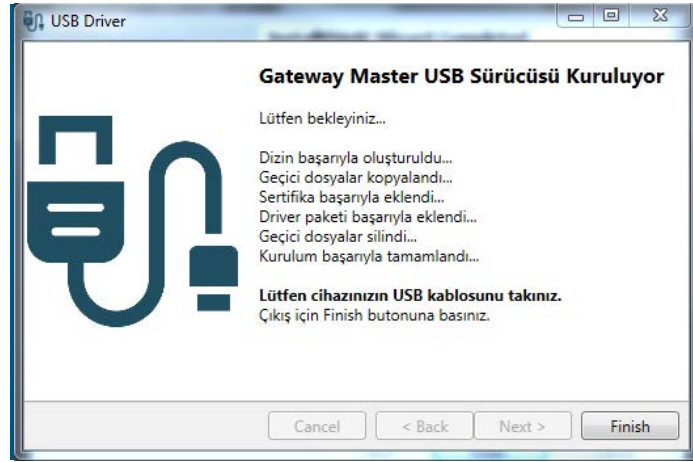 USB Driver
Gateway Master USB Sürücüsü Kuruluyor
Lütfen bekleyiniz...
Dizin başarıyla oluşturuldu...
Geçici dosyalar kopyalandı...
Sertifika başarıyla eklendi...
Driver paketi başarıyla eklendi...
Geçici dosyalar silindi...
Kurulum başarıyla tamamlandı...
Lütfen cihazınızın USB kablosunu takınız.
Çıkış için Finish butonuna basınız.
Cancel < Back Next > Finish